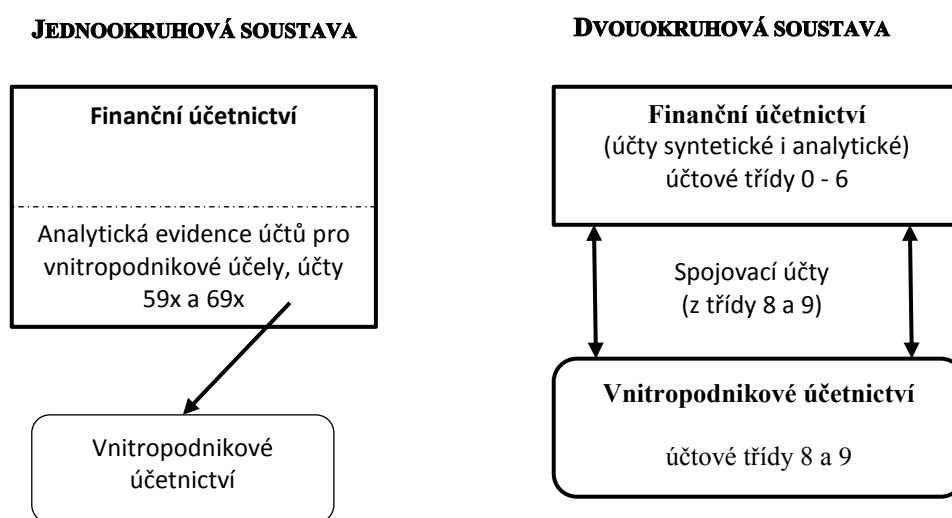 JEDNOOKRUHOVÁ SOUSTAVA
Finanční účetnictví
Analytická evidence účtů pro
vnitropodnikové účely, účty
59x a 69x
Vnitropodnikové
účetnictví
DVOUOKRUHOVÁ SOUSTAVA
Finanční účetnictví
(účty syntetické i analytické)
účtové třídy 0 - 6
Spojovací účty
(z třídy 8 a 9)
Vnitropodnikové účetnictví
účtové třídy 8 a 9